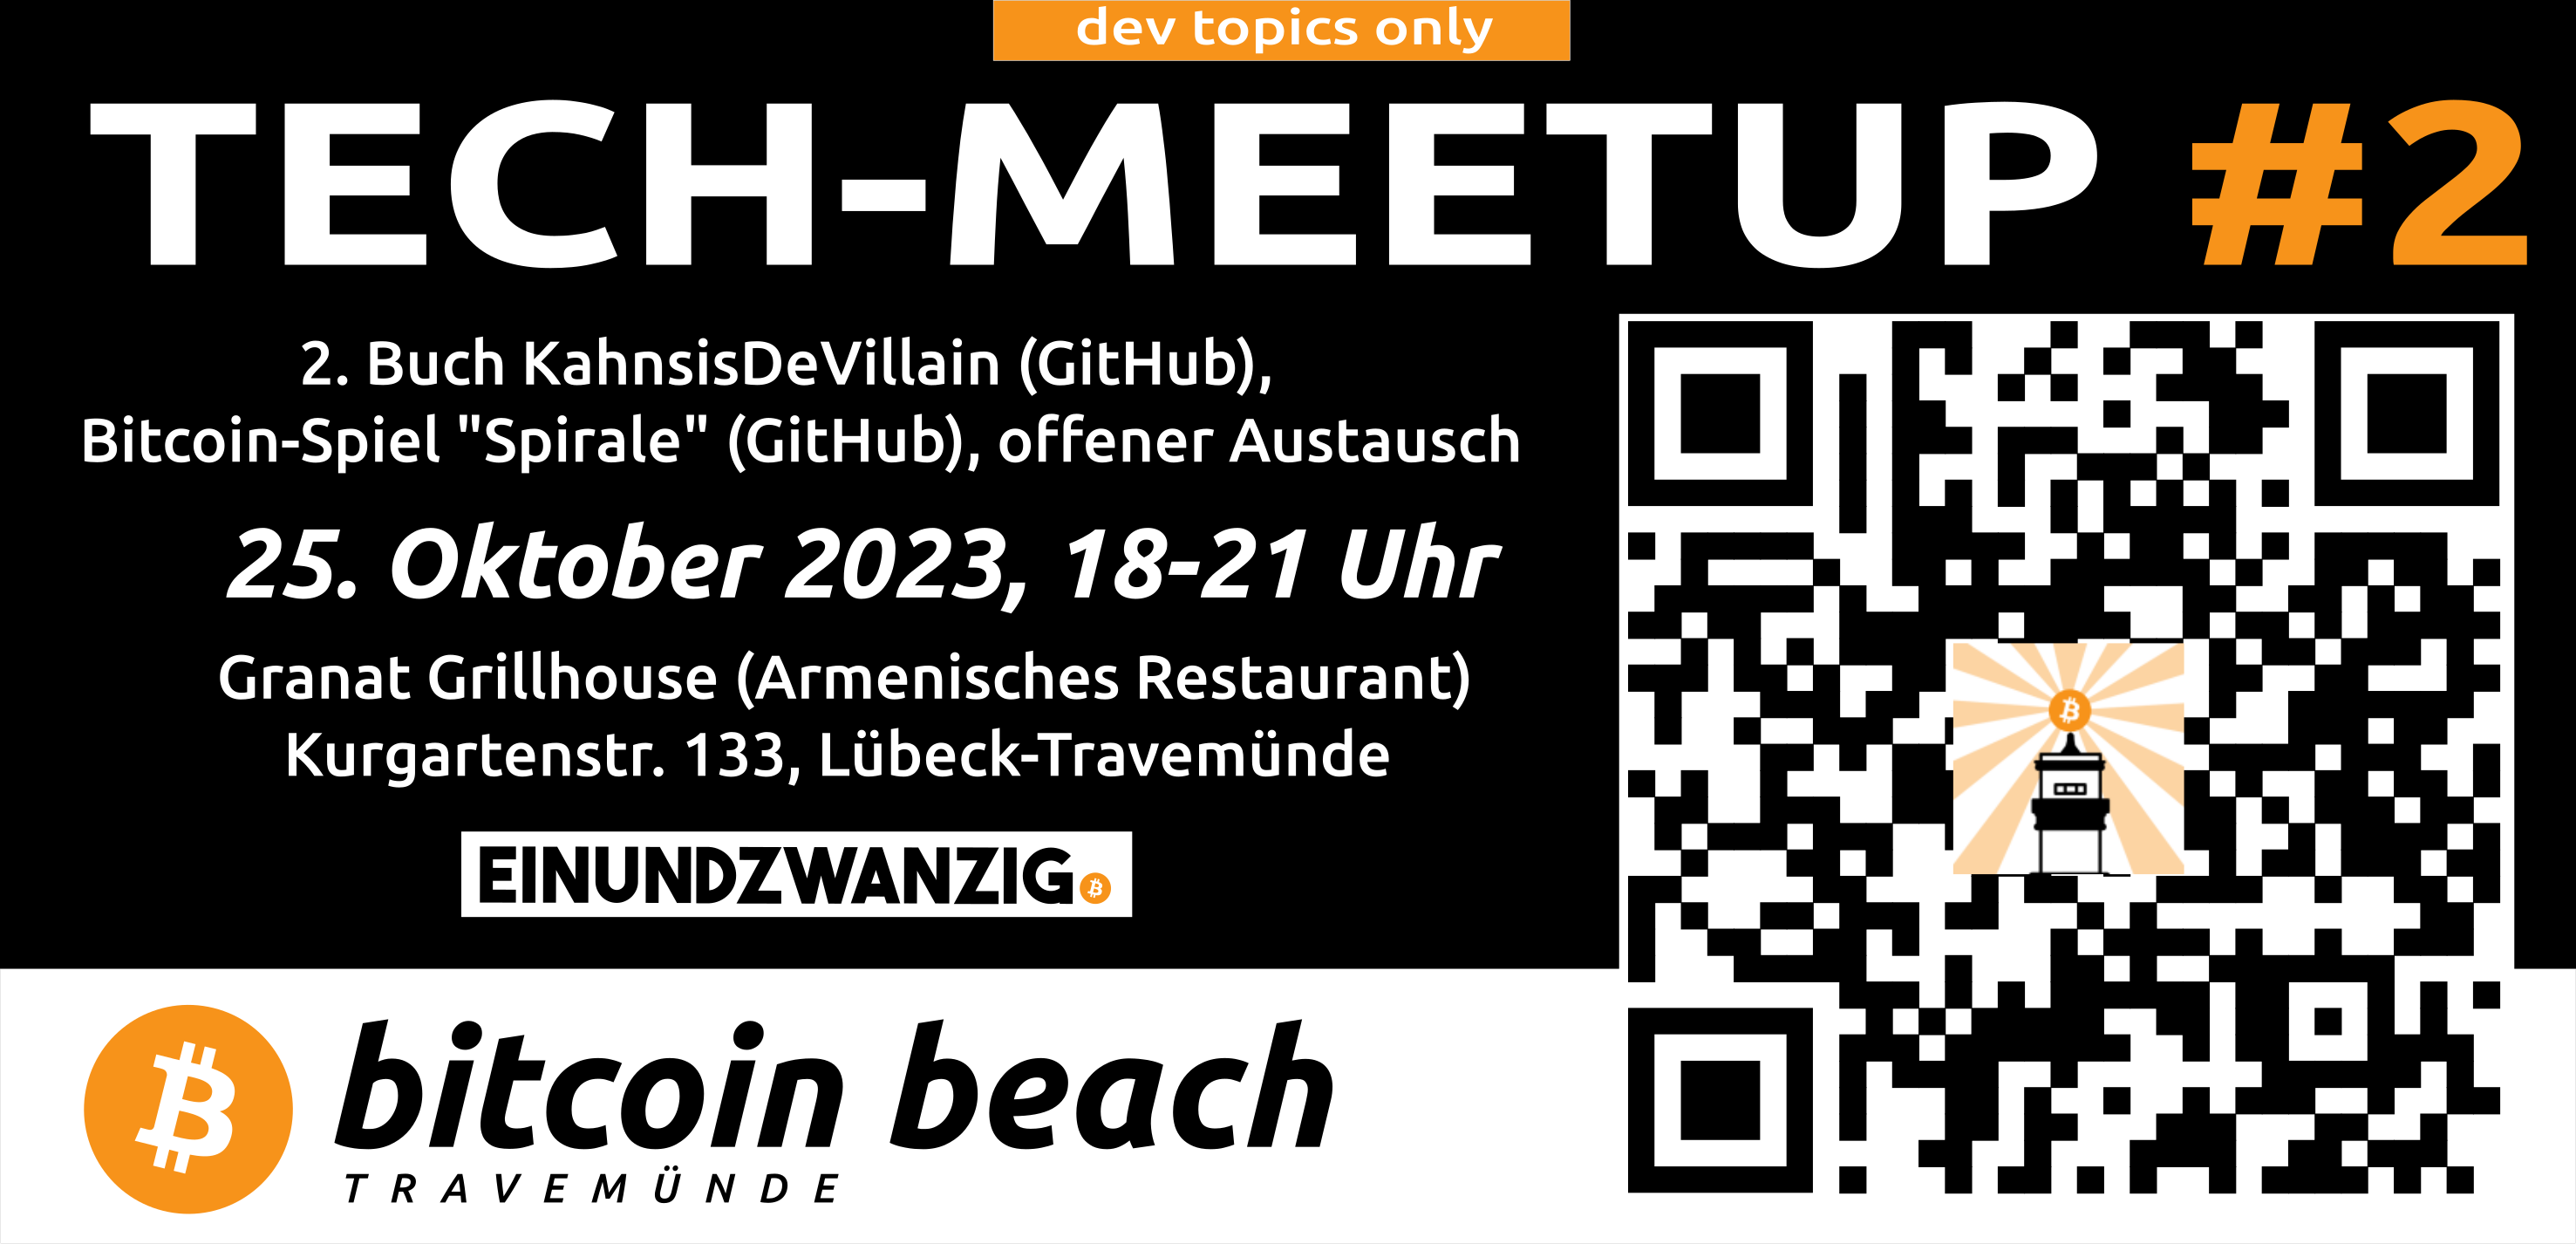 dev topics only
TECH-MEETUP #2
2. Buch KahnsisDeVillain (GitHub),
Bitcoin-Spiel "Spirale" (GitHub), offener Austausch
25. Oktober 2023, 18-21 Uhr
Granat Grillhouse (Armenisches Restaurant)
Kurgartenstr. 133, Lübeck-Travemünde
EINUNDZWANZIG
bitcoin beach
TRAVEMÜNDE